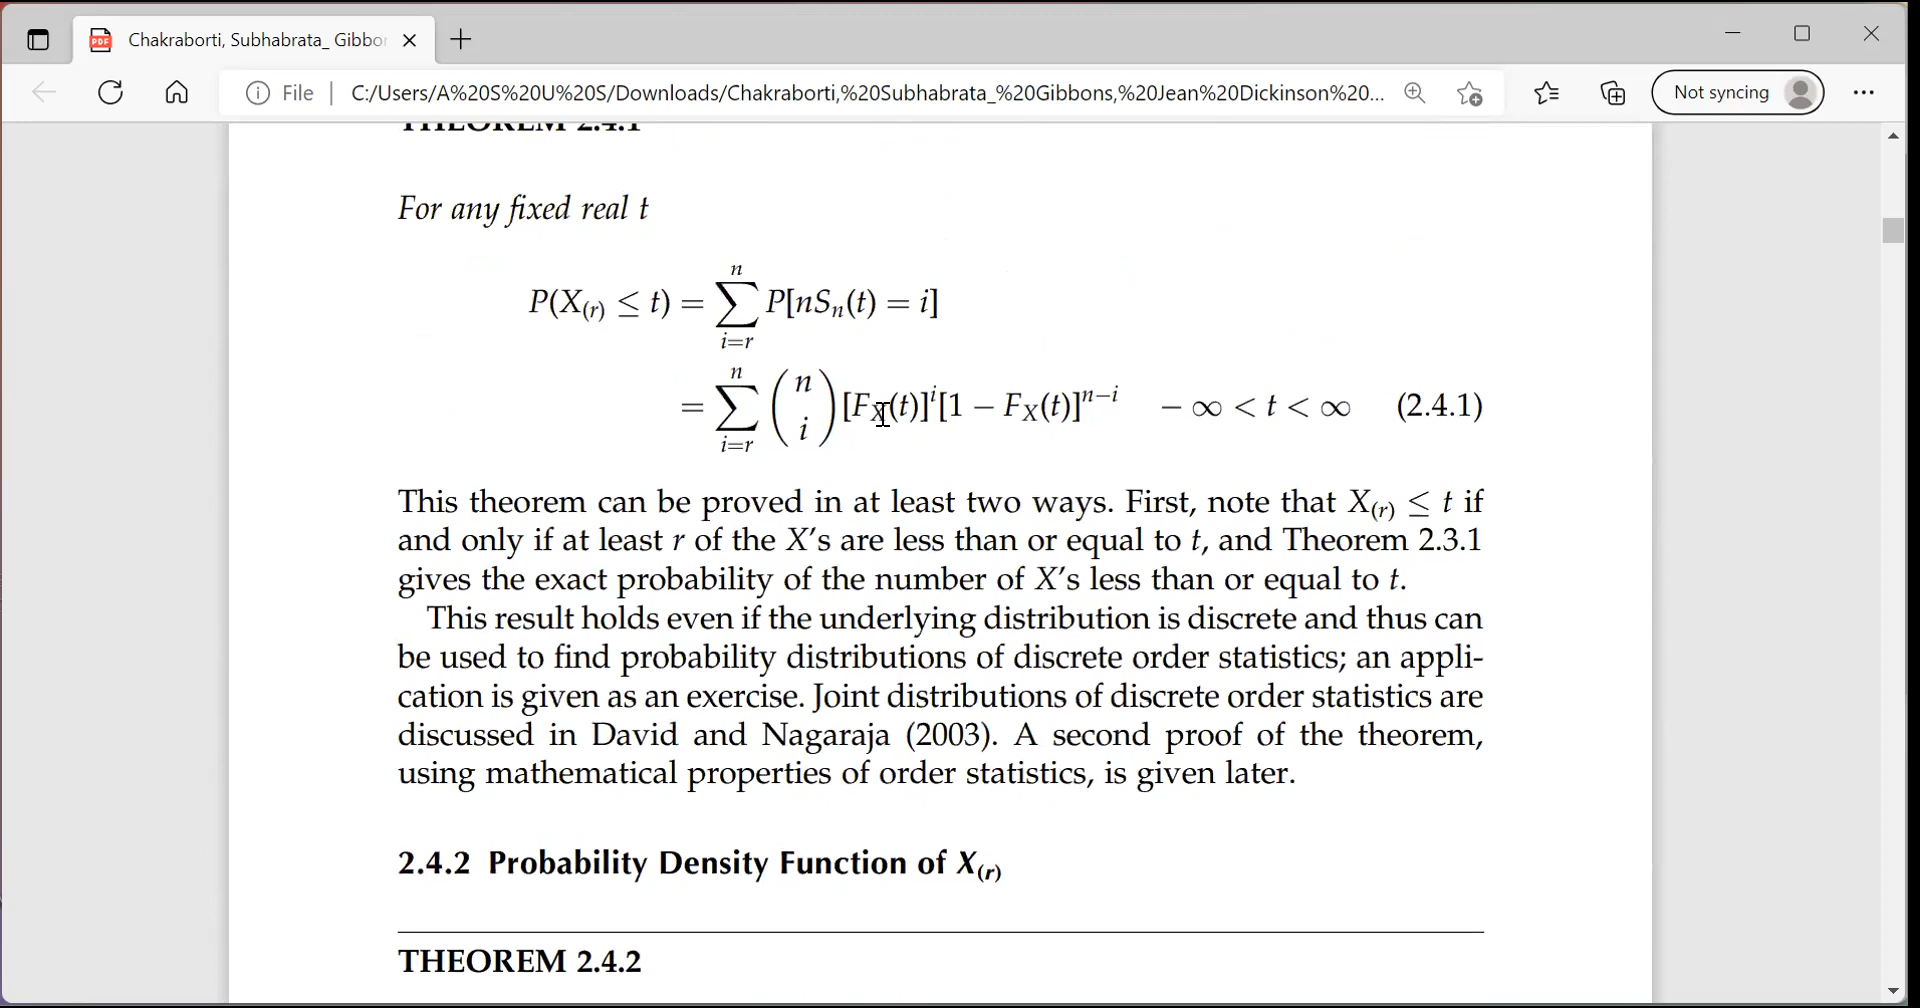 Chakraborti, Subhabrata_ Gibbo
File | C:/Users/A%20S%20U%20S/Downloads/Chakraborti,%20Subhabrata_%20Gibbons,%20Jean%20Dickinson%20... Not syncing
THEOREM 2.4.1
For any fixed real t
P(X_(r) ≤ t) = ∑_{i=r}^{n} P[nS_n(t) = i]
= ∑_{i=r}^{n} (n i) [F_X(t)]^i[1 − F_X(t)]^{n−i} − ∞ < t < ∞ (2.4.1)
This theorem can be proved in at least two ways. First, note that X_(r) ≤ t if
and only if at least r of the X's are less than or equal to t, and Theorem 2.3.1
gives the exact probability of the number of X's less than or equal to t.
This result holds even if the underlying distribution is discrete and thus can
be used to find probability distributions of discrete order statistics; an appli-
cation is given as an exercise. Joint distributions of discrete order statistics are
discussed in David and Nagaraja (2003). A second proof of the theorem,
using mathematical properties of order statistics, is given later.
2.4.2 Probability Density Function of X_(r)
THEOREM 2.4.2